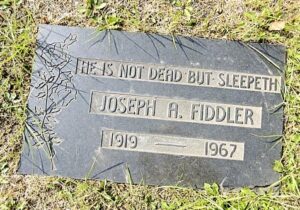 HE IS NOT DEAD BUT SLEEPETH
JOSEPH A. FIDDLER
1919 — 1967